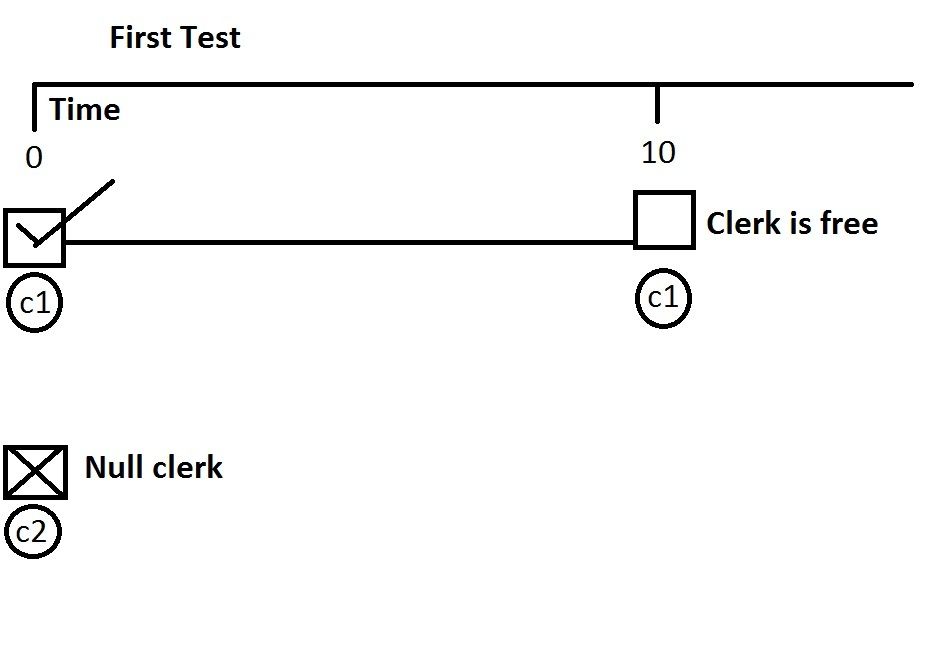 First Test
Time
0
10
Clerk is free
c1
c1
Null clerk
c2